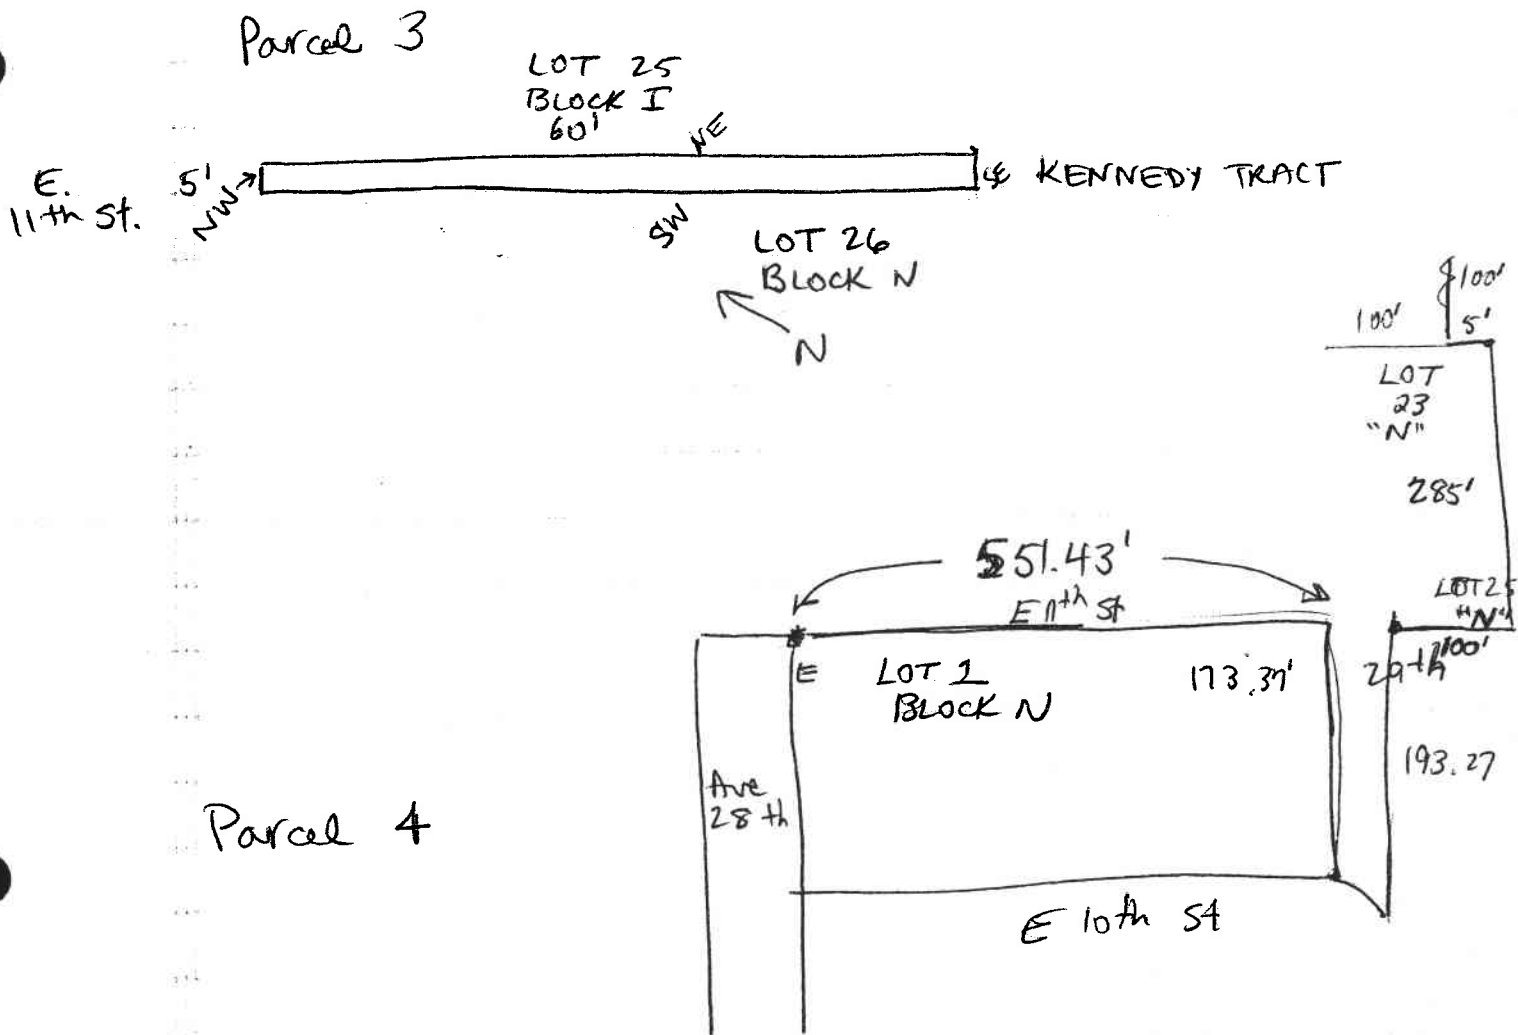 Parcel 3
LOT 25
BLOCK I
60'
NE
E.
11th St.
5'
NW
KENNEDY TRACT
SW
LOT 26
BLOCK N
N
100'
100'
5'
LOT
23
"N"
285'
551.43'
E 11th St
LOT 25
"N"
100'
E
LOT 1
BLOCK N
173.37'
29th
193.27
Ave
28th
Parcel 4
E 10th St